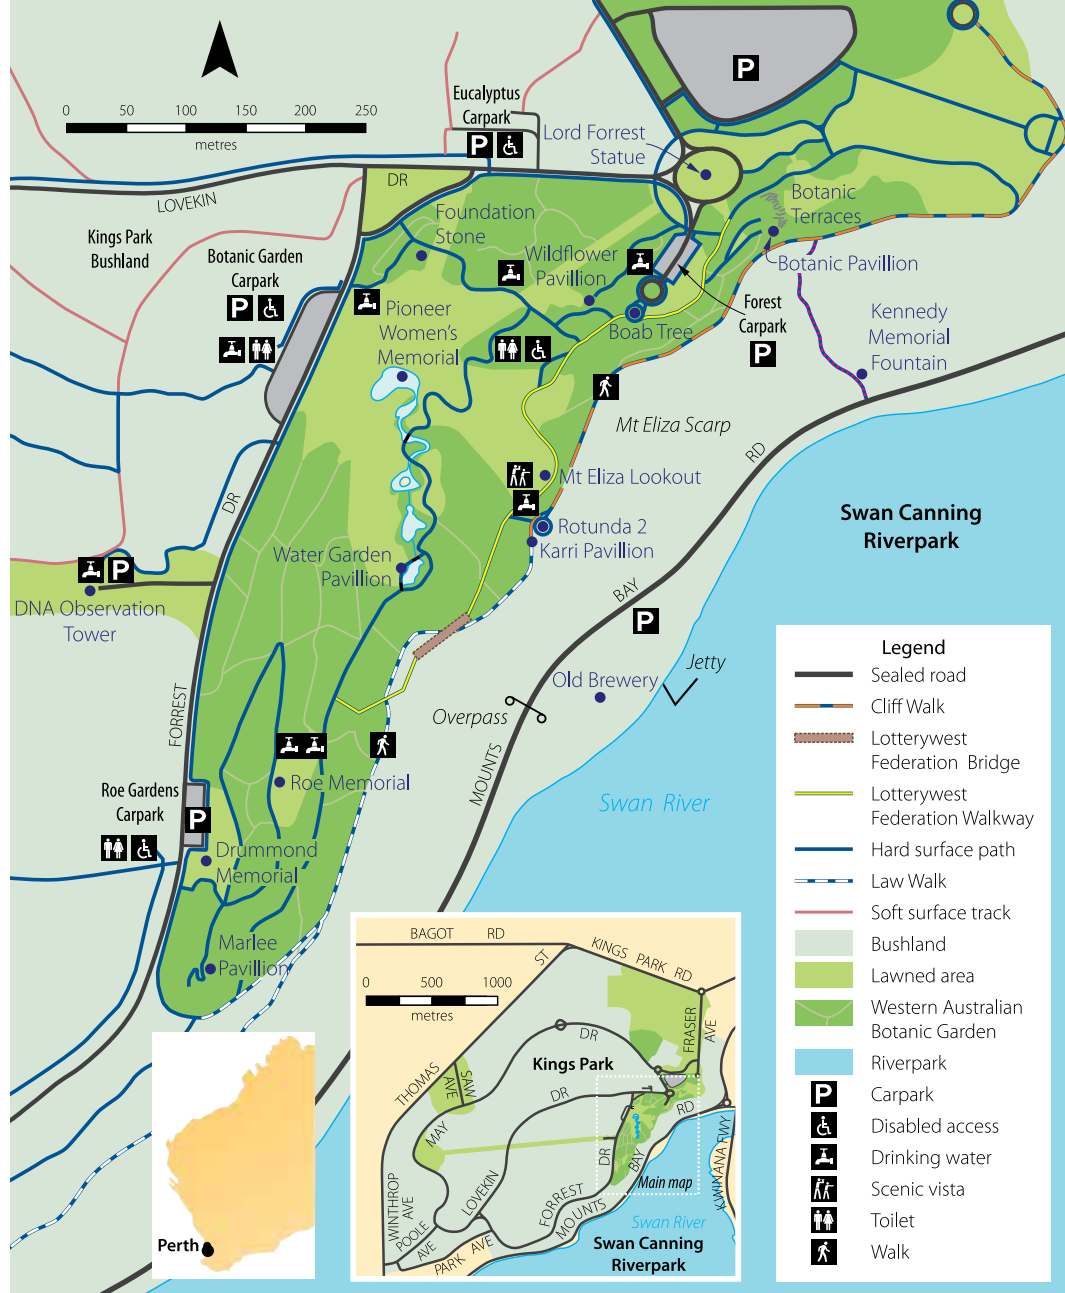 0 50 100 150 200 250
metres
Eucalyptus
Carpark
P
P
Lord Forrest
Statue
LOVEKIN
DR
Kings Park
Bushland
Botanic Garden
Carpark
P
Foundation
Stone
Wildflower
Pavillion
Botanic
Terraces
Botanic Pavillion
Pioneer
Women's
Memorial
Boab Tree
Forest
Carpark
P
Kennedy
Memorial
Fountain
Mt Eliza Scarp
RD
DR
Mt Eliza Lookout
Rotunda 2
Karri Pavillion
Swan Canning
Riverpark
Water Garden
Pavillion
P
DNA Observation
Tower
BAY
P
Old Brewery
Jetty
Overpass
FORREST
MOUNTS
Swan River
Roe Gardens
Carpark
P
Roe Memorial
Drummond
Memorial
Marlee
Pavillion
Legend
Sealed road
Cliff Walk
Lotterywest
Federation Bridge
Lotterywest
Federation Walkway
Hard surface path
Law Walk
Soft surface track
Bushland
Lawned area
Western Australian
Botanic Garden
Riverpark
P Carpark
Disabled access
Drinking water
Scenic vista
Toilet
Walk
Perth
BAGOT RD
ST
KINGS PARK RD
0 500 1000
metres
FRASER
AVE
DR
Kings Park
THOMAS
SAW
AVE
MAY
DR
RD
KWINANA FWY
DR
BAY
Main map
WINTHROP
AVE
LOVEKIN
FORREST
MOUNTS
POOLE
AVE
PARK AVE
Swan River
Swan Canning
Riverpark